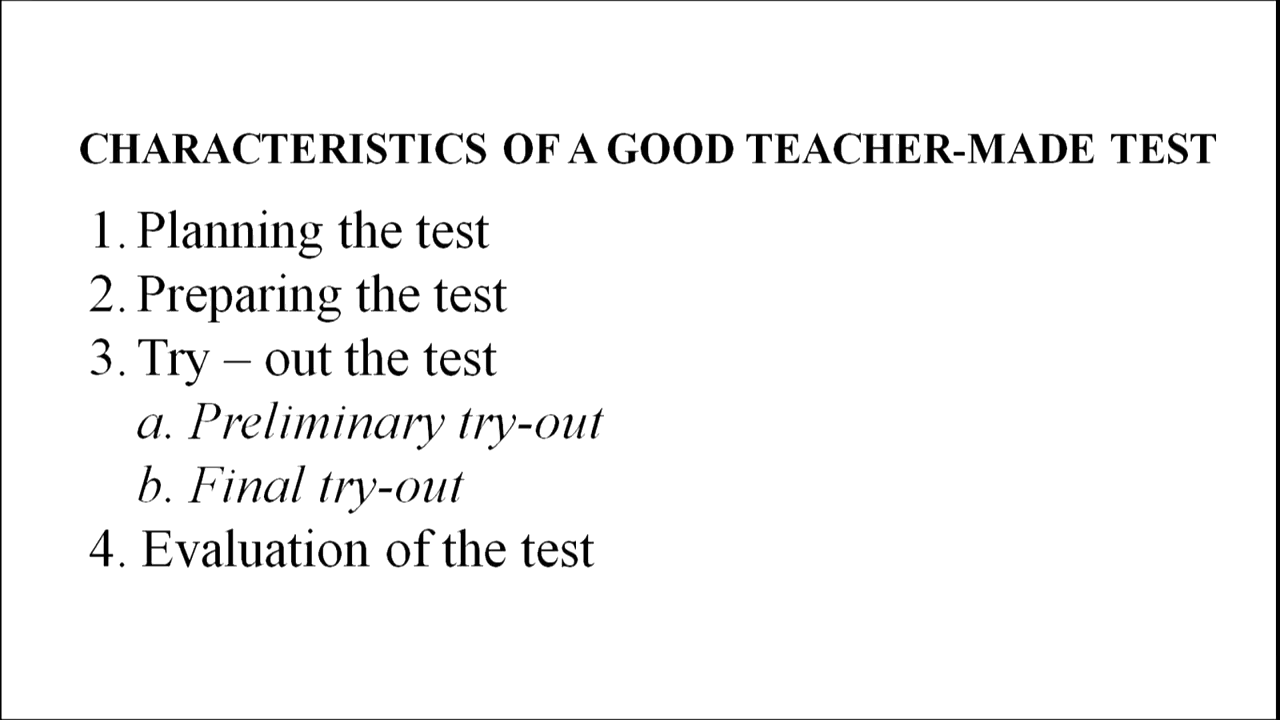 CHARACTERISTICS OF A GOOD TEACHER-MADE TEST
1. Planning the test
2. Preparing the test
3. Try – out the test
a. Preliminary try-out
b. Final try-out
4. Evaluation of the test